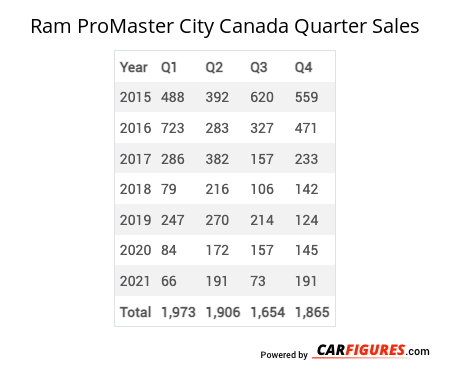 Ram ProMaster City Canada Quarter Sales
Year Q1 Q2 Q3 Q4
2015 488 392 620 559
2016 723 283 327 471
2017 286 382 157 233
2018 79 216 106 142
2019 247 270 214 124
2020 84 172 157 145
2021 66 191 73 191
Total 1,973 1,906 1,654 1,865
Powered by CARFIGURES.com